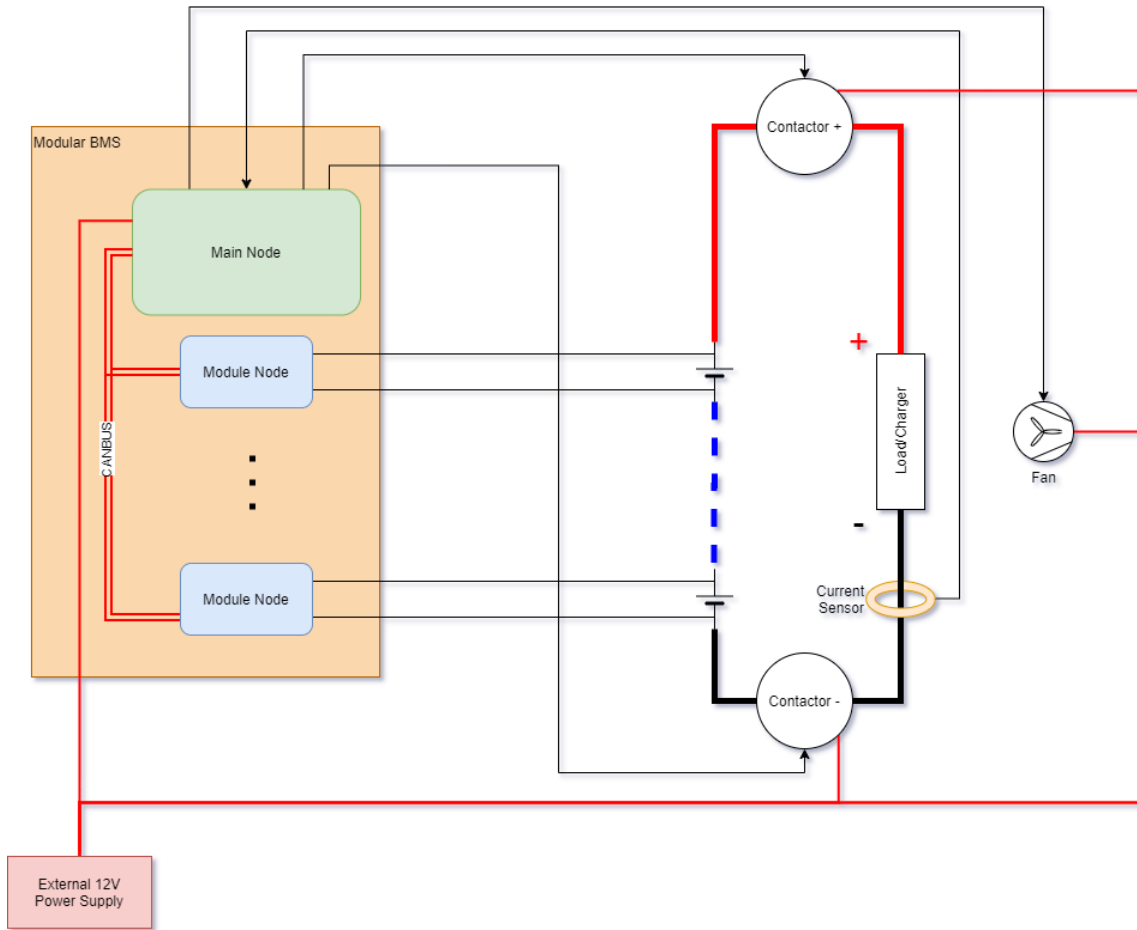 Modular BMS
Main Node
Module Node
CANBUS
Module Node
Contactor +
+
Load/Charger
-
Current
Sensor
Contactor -
Fan
External 12V
Power Supply